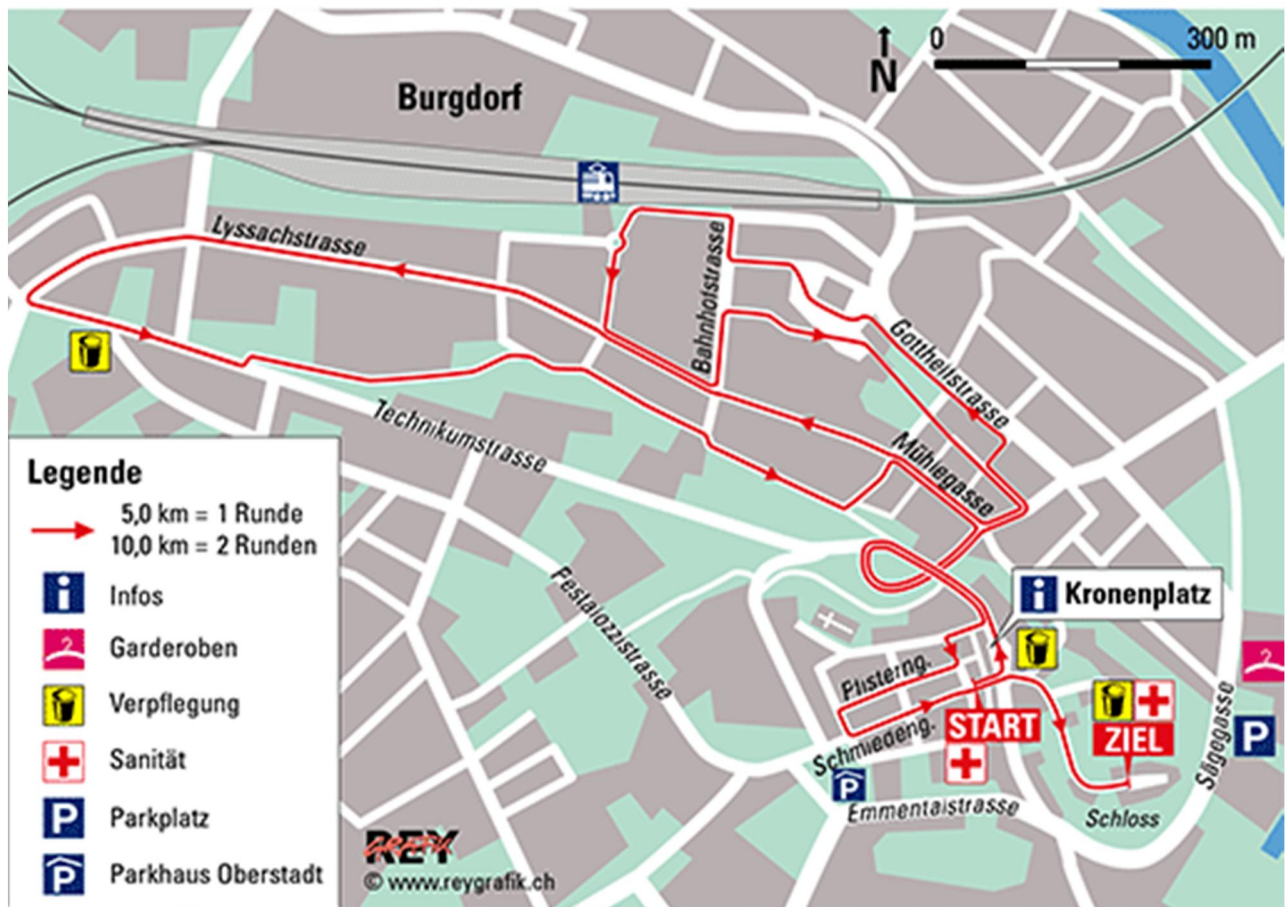 0 300 m
N
Burgdorf
Lyssachstrasse
Bahnhofstrasse
Gotthelfstrasse
Technikumstrasse
Mühlegasse
Legende
5,0 km = 1 Runde
10,0 km = 2 Runden
Infos
Garderoben
Verpflegung
Sanität
P Parkplatz
P Parkhaus Oberstadt
Festalozzistrasse
i Kronenplatz
Pfisterng.
Schmiedeng.
START
ZIEL
P
P
Sägegasse
Emmentalstrasse
Schloss
REY
GRAFIK
© www.reygrafik.ch